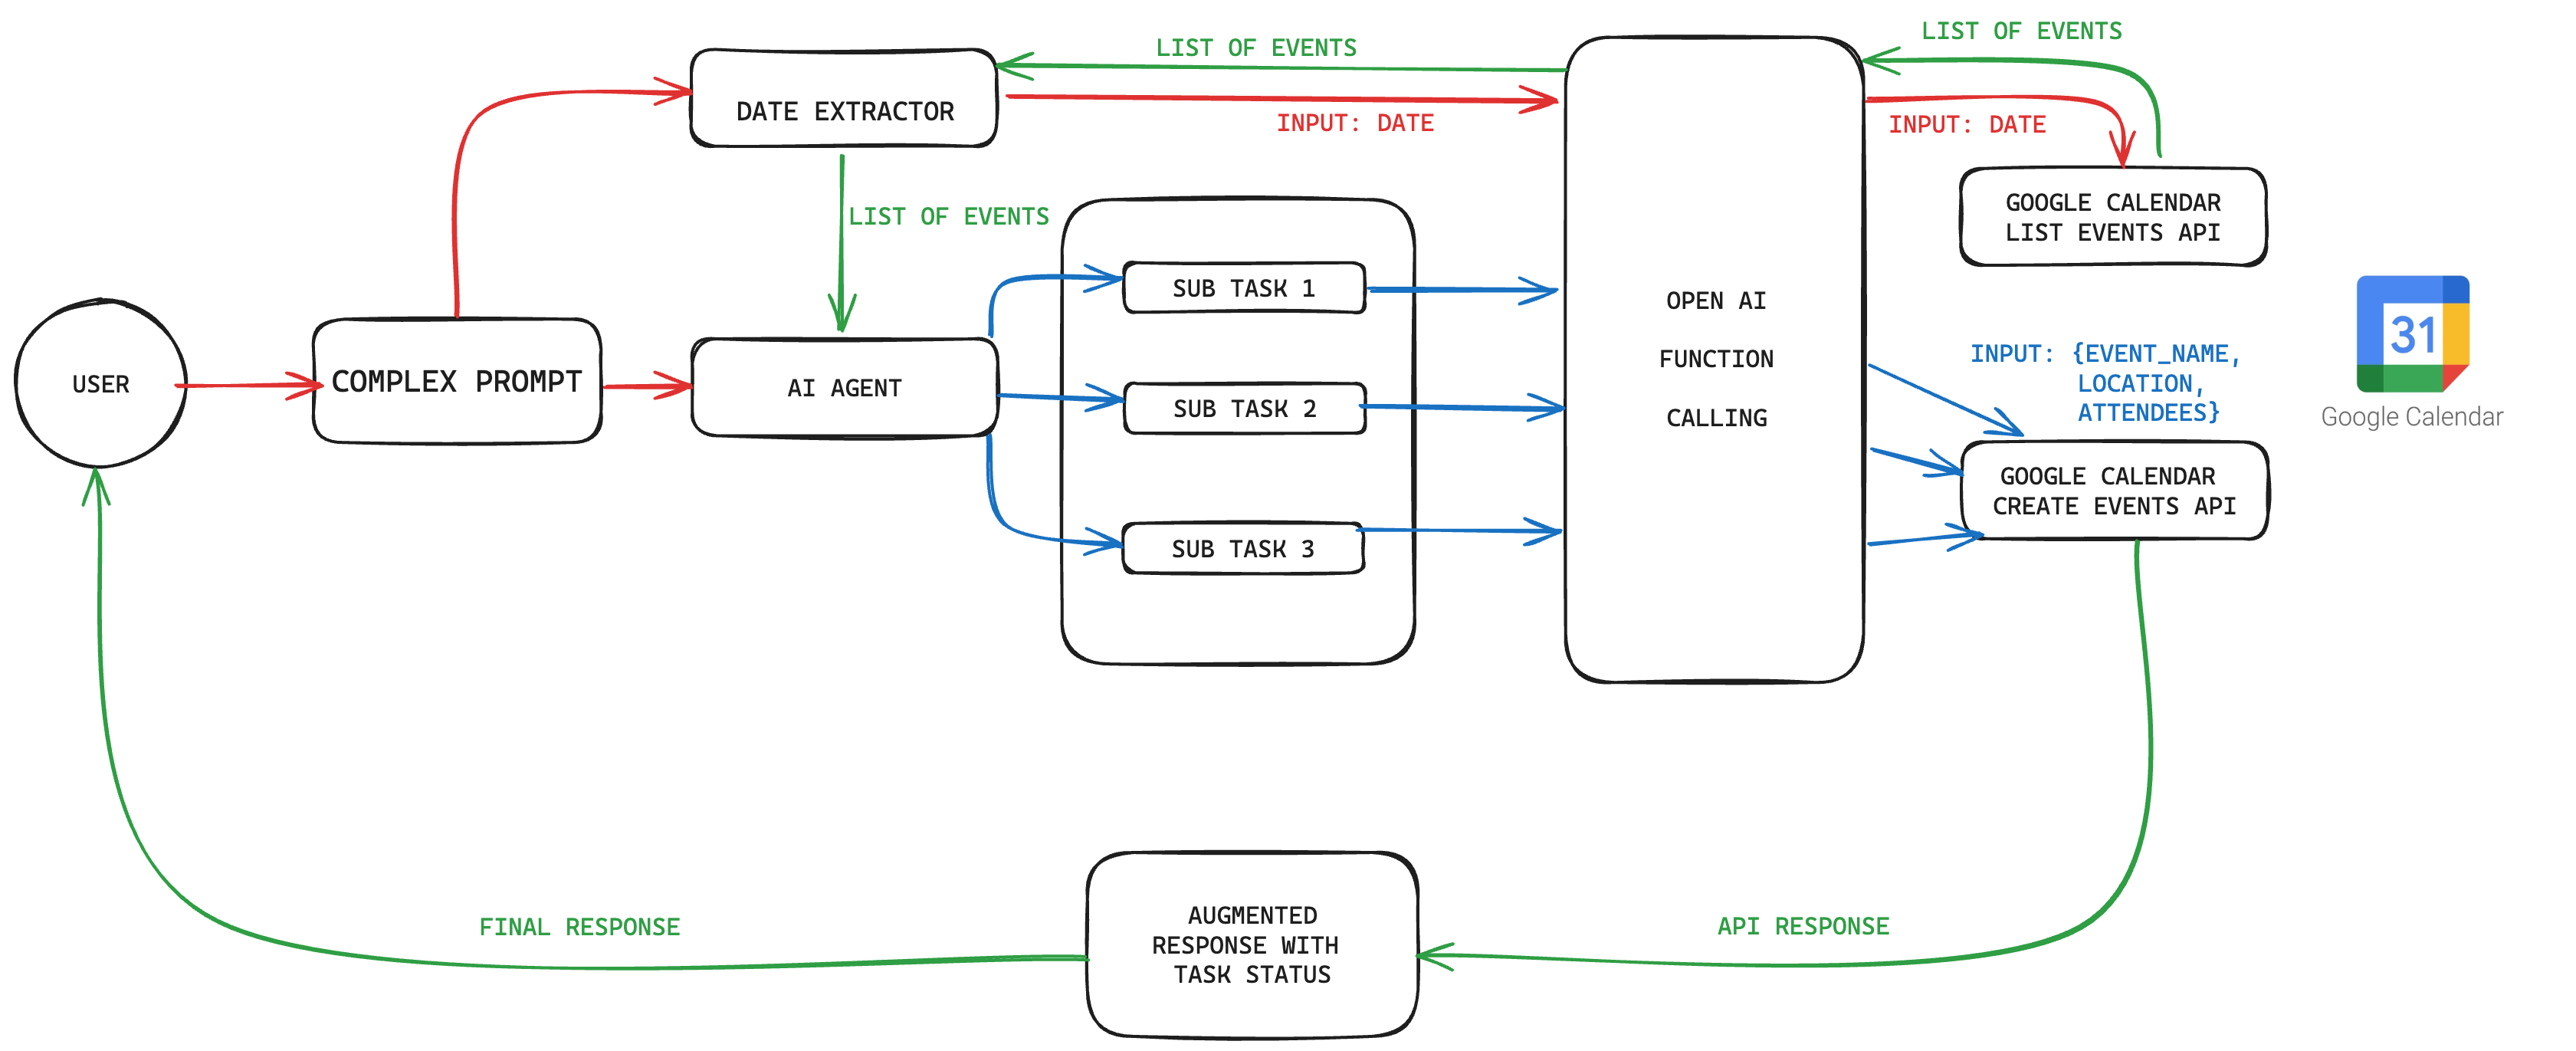 LIST OF EVENTS
LIST OF EVENTS
DATE EXTRACTOR
INPUT: DATE
INPUT: DATE
LIST OF EVENTS
GOOGLE CALENDAR
LIST EVENTS API
SUB TASK 1
OPEN AI
FUNCTION
CALLING
31
Google Calendar
INPUT: {EVENT_NAME,
LOCATION,
ATTENDEES}
USER
COMPLEX PROMPT
AI AGENT
SUB TASK 2
GOOGLE CALENDAR
CREATE EVENTS API
SUB TASK 3
FINAL RESPONSE
AUGMENTED
RESPONSE WITH
TASK STATUS
API RESPONSE